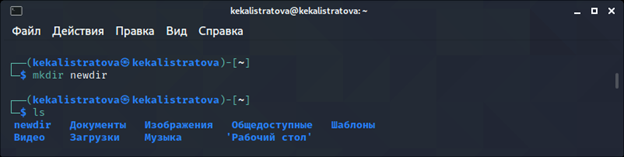 kekalistratova@kekalistratova: ~
Файл Действия Правка Вид Справка
┌──(kekalistratova㉿kekalistratova)-[~]
└─$ mkdir newdir
┌──(kekalistratova㉿kekalistratova)-[~]
└─$ ls
newdir Документы Изображения Общедоступные Шаблоны
Видео Загрузки Музыка 'Рабочий стол'